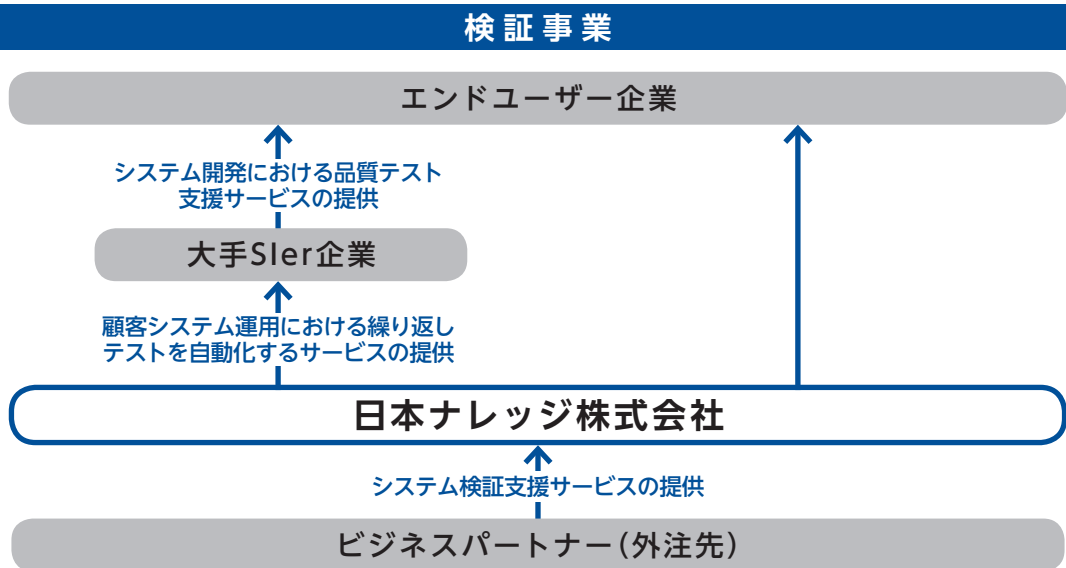 検証事業
エンドユーザー企業
システム開発における品質テスト
支援サービスの提供
大手SIer企業
顧客システム運用における繰り返し
テストを自動化するサービスの提供
日本ナレッジ株式会社
システム検証支援サービスの提供
ビジネスパートナー(外注先)